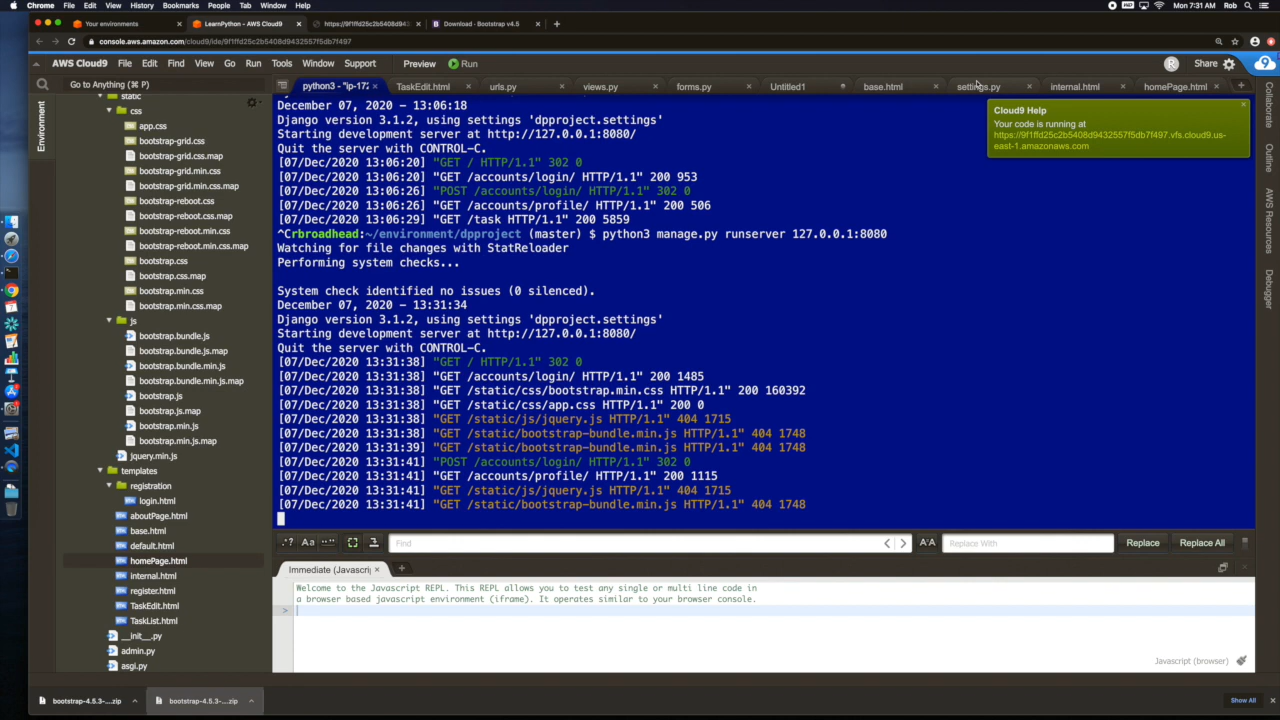 Chrome File Edit View History Bookmarks People Tab Window Help Mon 7:31 AM Rob
Your environments LearnPython - AWS Cloud9 https://9f1ffd25c2b5408d943 Download · Bootstrap v4.5
console.aws.amazon.com/cloud9/ide/9f1ffd25c2b5408d9432557f5db7f497
AWS Cloud9 File Edit Find View Go Run Tools Window Support Preview Run R Share
Go to Anything (⌘ P) python3 - "ip-172 TaskEdit.html urls.py views.py forms.py Untitled1 base.html settings.py internal.html homePage.html
Environment
Collaborate
Outline
AWS Resources
Debugger
static
css
app.css
bootstrap-grid.css
bootstrap-grid.css.map
bootstrap-grid.min.css
bootstrap-grid.min.css.map
bootstrap-reboot.css
bootstrap-reboot.css.map
bootstrap-reboot.min.css
bootstrap-reboot.min.css.map
bootstrap.css
bootstrap.css.map
bootstrap.min.css
bootstrap.min.css.map
js
bootstrap.bundle.js
bootstrap.bundle.js.map
bootstrap.bundle.min.js
bootstrap.bundle.min.js.map
bootstrap.js
bootstrap.js.map
bootstrap.min.js
bootstrap.min.js.map
jquery.min.js
templates
registration
login.html
aboutPage.html
base.html
default.html
homePage.html
internal.html
register.html
TaskEdit.html
TaskList.html
__init__.py
admin.py
asgi.py
December 07, 2020 - 13:06:18
Django version 3.1.2, using settings 'dpproject.settings'
Starting development server at http://127.0.0.1:8080/
Quit the server with CONTROL-C.
[07/Dec/2020 13:06:20] "GET / HTTP/1.1" 302 0
[07/Dec/2020 13:06:20] "GET /accounts/login/ HTTP/1.1" 200 953
[07/Dec/2020 13:06:26] "POST /accounts/login/ HTTP/1.1" 302 0
[07/Dec/2020 13:06:26] "GET /accounts/profile/ HTTP/1.1" 200 506
[07/Dec/2020 13:06:29] "GET /task HTTP/1.1" 200 5859
^Crbroadhead:~/environment/dpproject (master) $ python3 manage.py runserver 127.0.0.1:8080
Watching for file changes with StatReloader
Performing system checks...
System check identified no issues (0 silenced).
December 07, 2020 - 13:31:34
Django version 3.1.2, using settings 'dpproject.settings'
Starting development server at http://127.0.0.1:8080/
Quit the server with CONTROL-C.
[07/Dec/2020 13:31:38] "GET / HTTP/1.1" 302 0
[07/Dec/2020 13:31:38] "GET /accounts/login/ HTTP/1.1" 200 1485
[07/Dec/2020 13:31:38] "GET /static/css/bootstrap.min.css HTTP/1.1" 200 160392
[07/Dec/2020 13:31:38] "GET /static/css/app.css HTTP/1.1" 200 0
[07/Dec/2020 13:31:38] "GET /static/js/jquery.js HTTP/1.1" 404 1715
[07/Dec/2020 13:31:38] "GET /static/bootstrap-bundle.min.js HTTP/1.1" 404 1748
[07/Dec/2020 13:31:39] "GET /static/bootstrap-bundle.min.js HTTP/1.1" 404 1748
[07/Dec/2020 13:31:41] "POST /accounts/login/ HTTP/1.1" 302 0
[07/Dec/2020 13:31:41] "GET /accounts/profile/ HTTP/1.1" 200 1115
[07/Dec/2020 13:31:41] "GET /static/js/jquery.js HTTP/1.1" 404 1715
[07/Dec/2020 13:31:41] "GET /static/bootstrap-bundle.min.js HTTP/1.1" 404 1748
Cloud9 Help
Your code is running at
https://9f1ffd25c2b5408d9432557f5db7f497.vfs.cloud9.us-
east-1.amazonaws.com
.* Aa Find AA Replace With Replace Replace All
Immediate (Javascri
Welcome to the Javascript REPL. This REPL allows you to test any single or multi line code in
a browser based javascript environment (iframe). It operates similar to your browser console.
>
Javascript (browser)
bootstrap-4.5.3-....zip bootstrap-4.5.3-....zip Show All